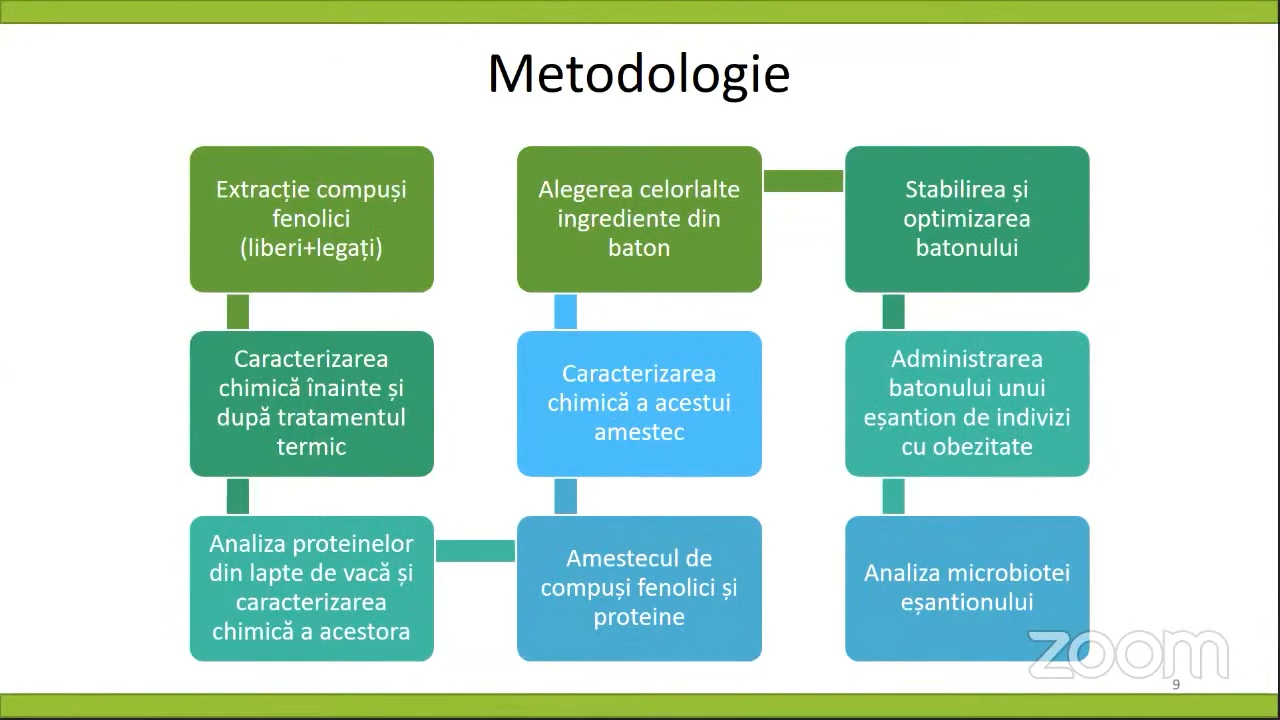 Metodologie
Extracție compuși
fenolici
(liberi+legați)
Caracterizarea
chimică înainte și
după tratamentul
termic
Analiza proteinelor
din lapte de vacă și
caracterizarea
chimică a acestora
Amestecul de
compuși fenolici și
proteine
Caracterizarea
chimică a acestui
amestec
Alegerea celorlalte
ingrediente din
baton
Stabilirea și
optimizarea
batonului
Administrarea
batonului unui
eșantion de indivizi
cu obezitate
Analiza microbiotei
eșantionului
zoom
9